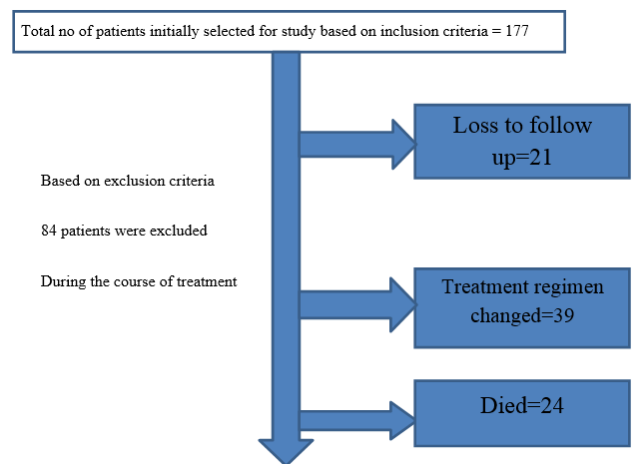 Total no of patients initially selected for study based on inclusion criteria = 177
Loss to follow
up=21
Based on exclusion criteria
84 patients were excluded
During the course of treatment
Treatment regimen
changed=39
Died=24